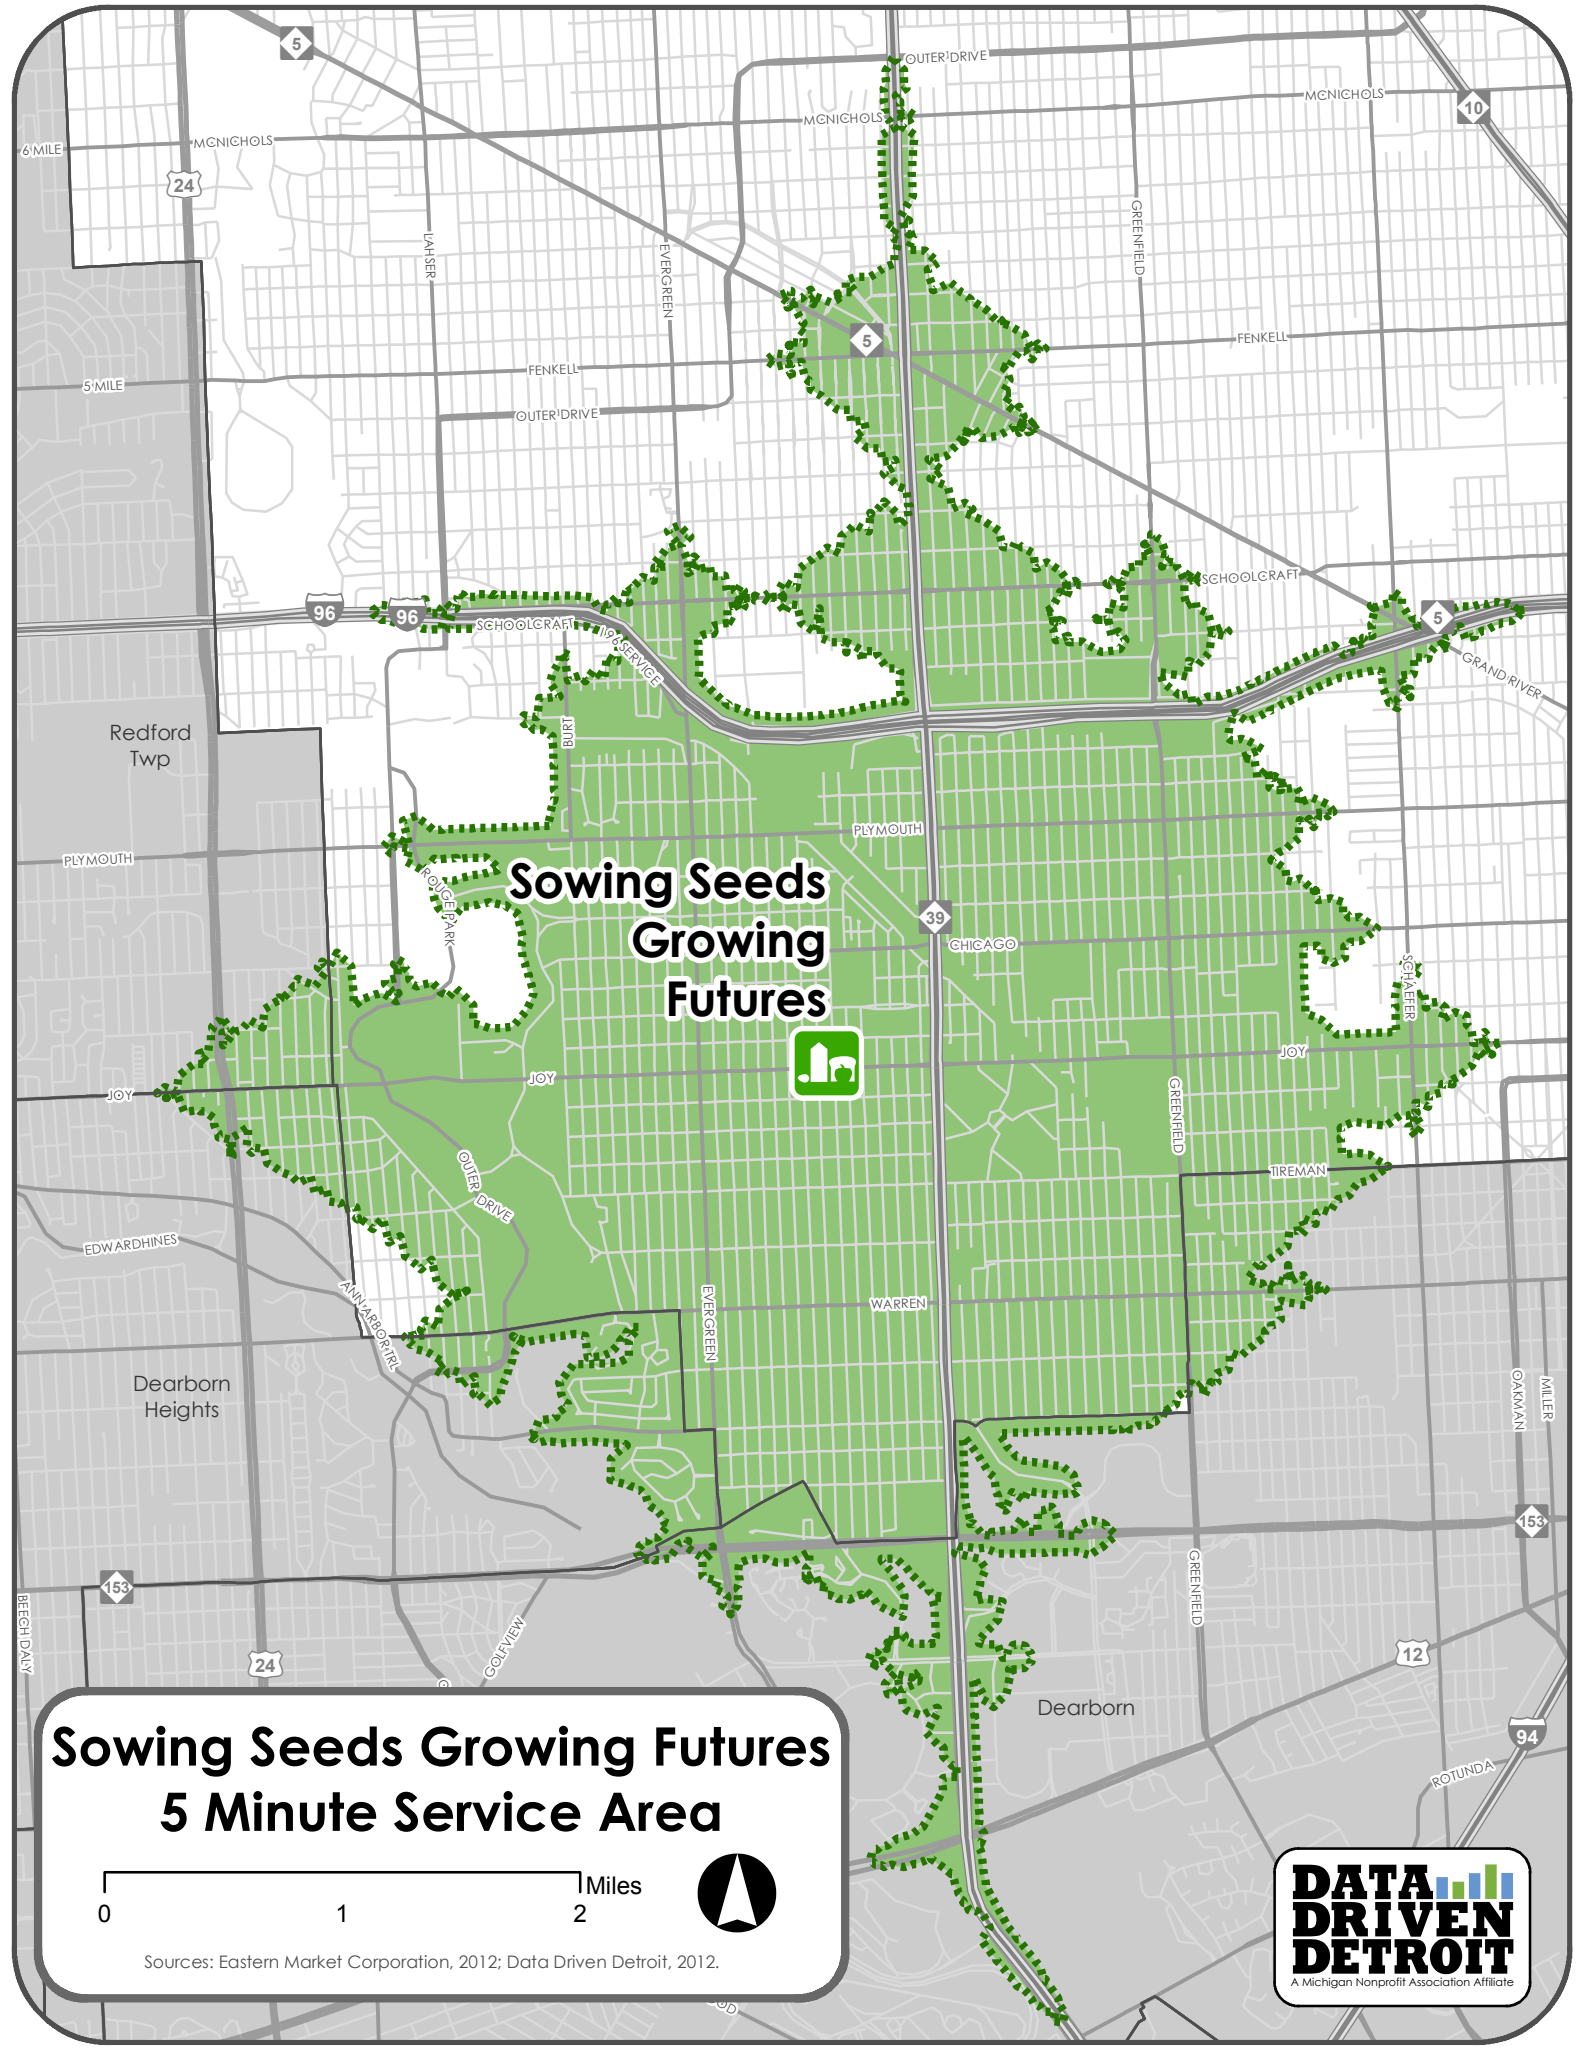 OUTER DRIVE
5
MCNICHOLS
10
MCNICHOLS
MCNICHOLS
6 MILE
24
LAHSER
EVERGREEN
GREENFIELD
5
FENKELL
FENKELL
5 MILE
OUTER DRIVE
SCHOOLCRAFT
96
96
5
SCHOOLCRAFT
I96 SERVICE
GRAND RIVER
Redford
Twp
BURT
PLYMOUTH
PLYMOUTH
ROUGE PARK
Sowing Seeds
Growing
Futures
39
CHICAGO
SCHAEFER
JOY
JOY
JOY
GREENFIELD
OUTER DRIVE
TIREMAN
EDWARD HINES
ANN ARBOR TRL
EVERGREEN
WARREN
Dearborn
Heights
OAKMAN
MILLER
153
153
BEECH DALY
GREENFIELD
GOLFVIEW
24
12
Dearborn
94
ROTUNDA
Sowing Seeds Growing Futures
5 Minute Service Area
Miles
0 1 2
Sources: Eastern Market Corporation, 2012; Data Driven Detroit, 2012.
DATA
DRIVEN
DETROIT
A Michigan Nonprofit Association Affiliate